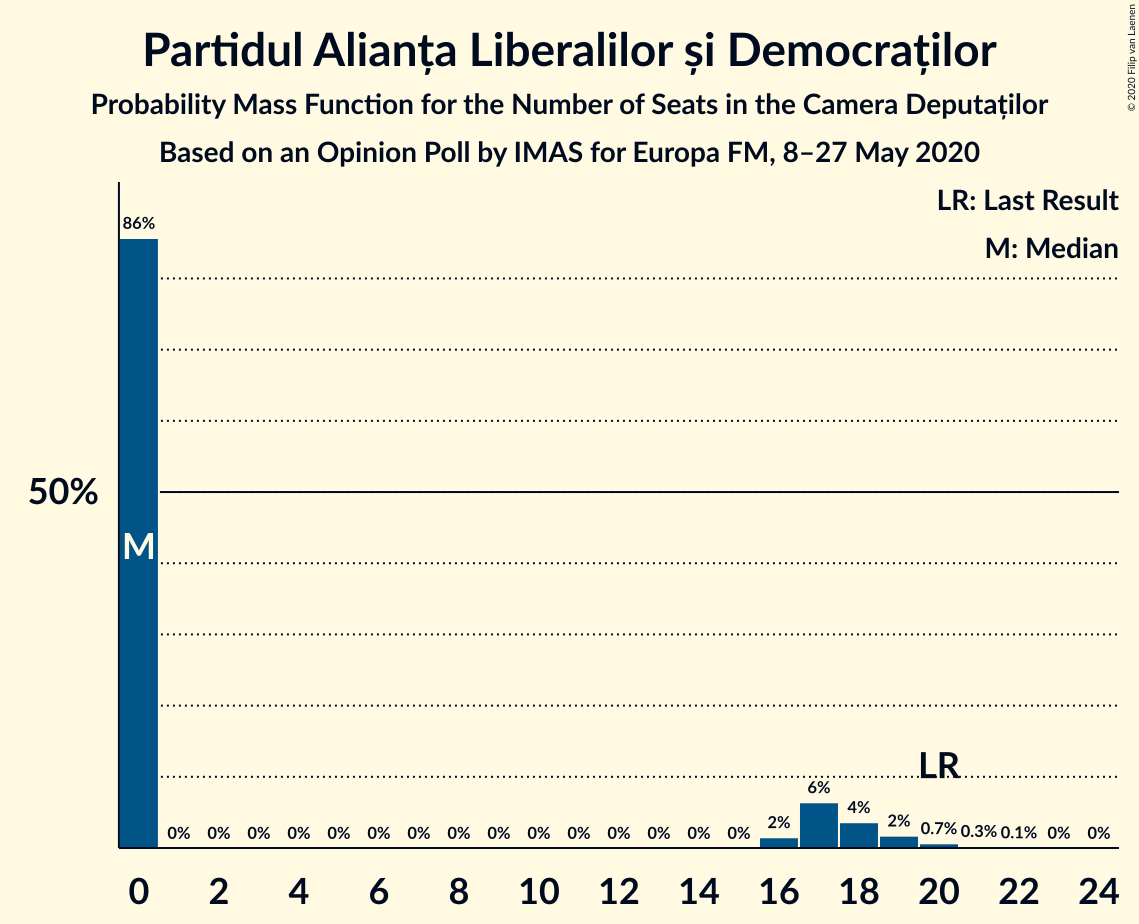 Partidul Alianța Liberalilor și Democraților
Probability Mass Function for the Number of Seats in the Camera Deputaților
Based on an Opinion Poll by IMAS for Europa FM, 8–27 May 2020
© 2020 Filip van Laenen
LR: Last Result
M: Median
86%
50%
M
LR
0% 0% 0% 0% 0% 0% 0% 0% 0% 0% 0% 0% 0% 0% 0% 2% 6% 4% 2% 0.7% 0.3% 0.1% 0% 0%
0 2 4 6 8 10 12 14 16 18 20 22 24